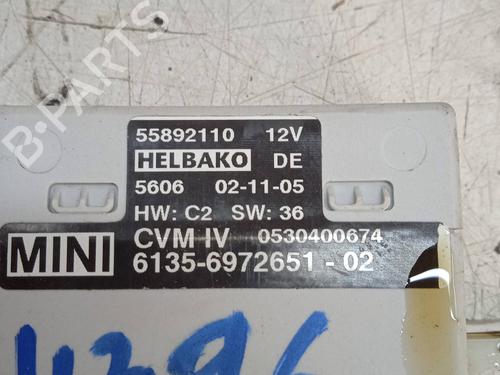 B-PARTS
55892110 12V
HELBAKO DE
5606 02-11-05
HW: C2 SW: 36
MINI CVM IV 0530400674
6135-6972651 - 02